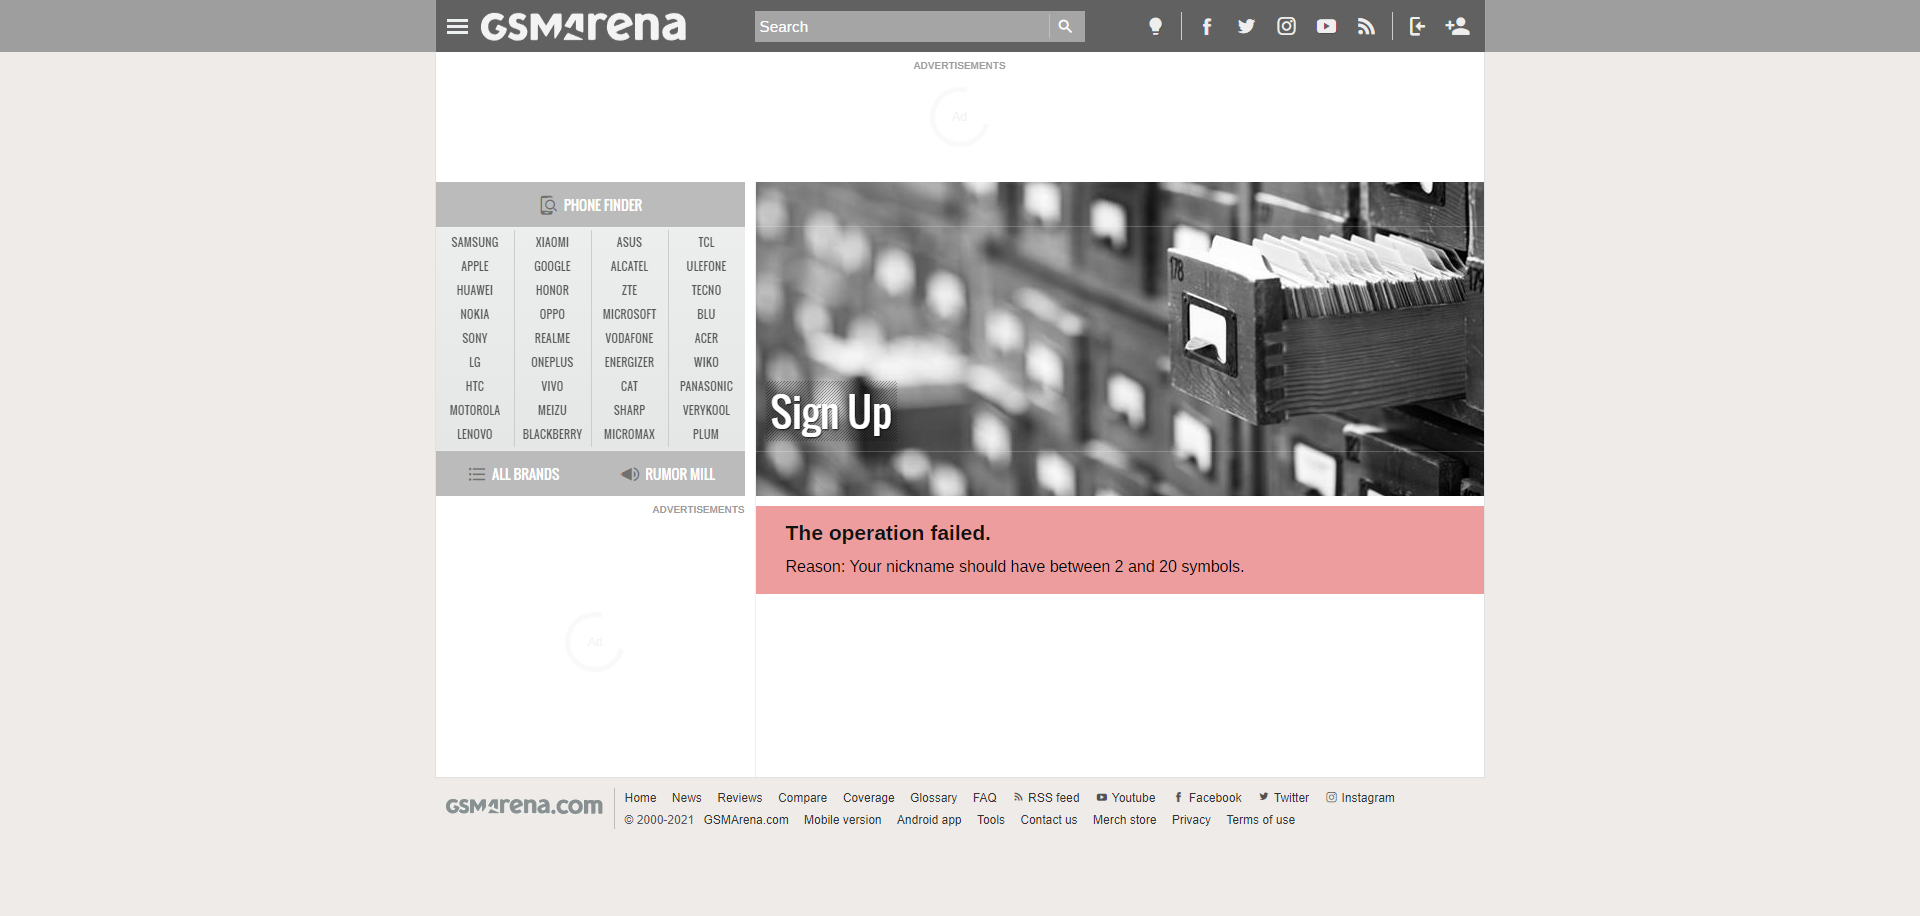 GSMArena
Search
ADVERTISEMENTS
Ad
PHONE FINDER
SAMSUNG XIAOMI ASUS TCL
APPLE GOOGLE ALCATEL ULEFONE
HUAWEI HONOR ZTE TECNO
NOKIA OPPO MICROSOFT BLU
SONY REALME VODAFONE ACER
LG ONEPLUS ENERGIZER WIKO
HTC VIVO CAT PANASONIC
MOTOROLA MEIZU SHARP VERYKOOL
LENOVO BLACKBERRY MICROMAX PLUM
ALL BRANDS RUMOR MILL
178
179
Sign Up
ADVERTISEMENTS
Ad
The operation failed.
Reason: Your nickname should have between 2 and 20 symbols.
GSMArena.com
Home News Reviews Compare Coverage Glossary FAQ RSS feed Youtube Facebook Twitter Instagram
© 2000-2021 GSMArena.com Mobile version Android app Tools Contact us Merch store Privacy Terms of use